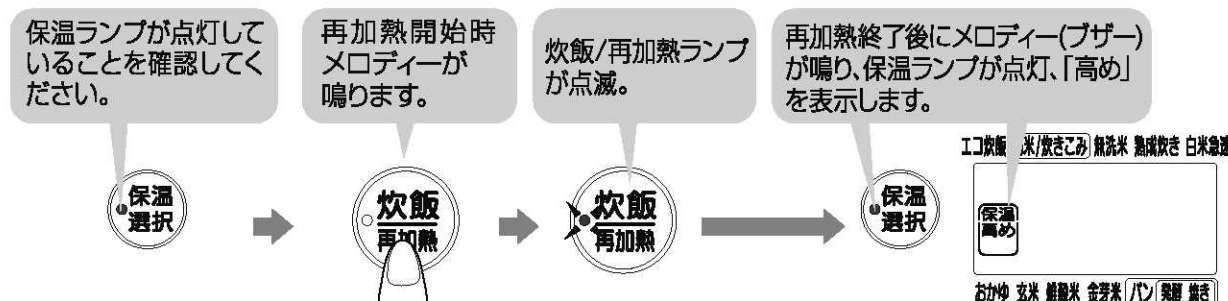 保温ランプが点灯して
いることを確認してく
ださい。
再加熱開始時
メロディーが
鳴ります。
炊飯/再加熱ランプ
が点滅。
再加熱終了後にメロディー(ブザー)
が鳴り、保温ランプが点灯、「高め」
を表示します。
保温
選択
炊飯
再加熱
炊飯
再加熱
保温
選択
エコ炊飯 米/炊きこみ 無洗米 熟成炊き 白米急速
保温
高め
おかゆ 玄米 金芽米 パン 発酵 焼き